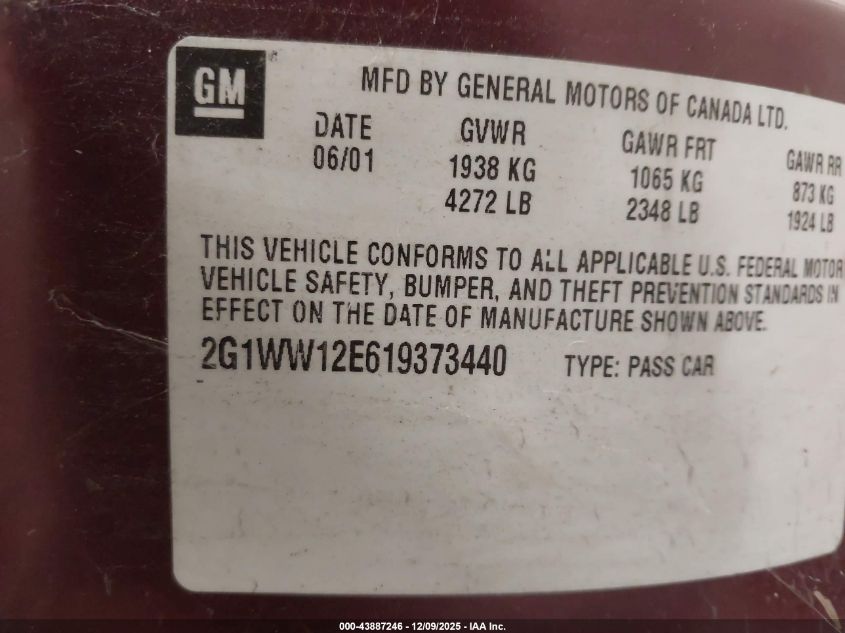 GM
MFD BY GENERAL MOTORS OF CANADA LTD.
DATE GVWR GAWR FRT GAWR RR
06/01 1938 KG 1065 KG 873 KG
4272 LB 2348 LB 1924 LB
THIS VEHICLE CONFORMS TO ALL APPLICABLE U.S. FEDERAL MOTOR
VEHICLE SAFETY, BUMPER, AND THEFT PREVENTION STANDARDS IN
EFFECT ON THE DATE OF MANUFACTURE SHOWN ABOVE.
2G1WW12E619373440 TYPE: PASS CAR
000-43887246 - 12/09/2025 - IAA Inc.